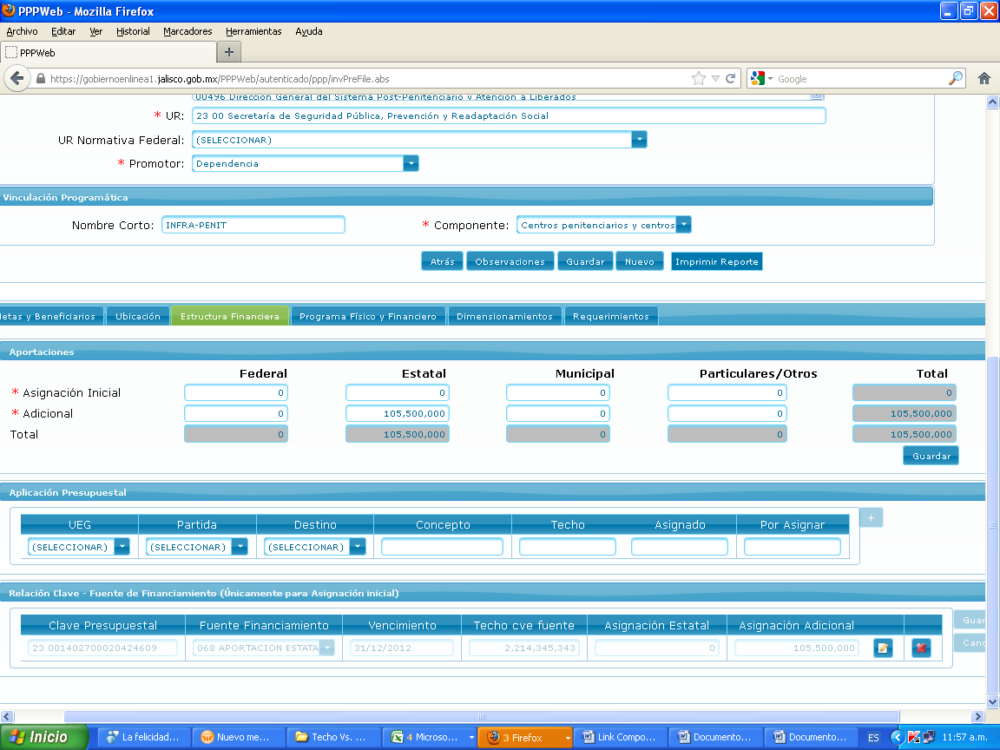 PPPWeb - Mozilla Firefox
Archivo Editar Ver Historial Marcadores Herramientas Ayuda
PPPWeb +
https://gobiernoenlinea1.jalisco.gob.mx/PPPWeb/autenticado/ppp/invPreFile.abs Google
00496 Dirección General del Sistema Post-Penitenciario y Atención a Liberados
* UR: 23 00 Secretaría de Seguridad Pública, Prevención y Readaptación Social
UR Normativa Federal: (SELECCIONAR)
* Promotor: Dependencia
Vinculación Programática
Nombre Corto: INFRA-PENIT * Componente: Centros penitenciarios y centros
Atrás Observaciones Guardar Nuevo Imprimir Reporte
etas y Beneficiarios Ubicación Estructura Financiera Programa Físico y Financiero Dimensionamientos Requerimientos
Aportaciones
Federal Estatal Municipal Particulares/Otros Total
* Asignación Inicial 0 0 0 0 0
* Adicional 0 105,500,000 0 0 105,500,000
Total 0 105,500,000 0 0 105,500,000
Guardar
Aplicación Presupuestal
UEG Partida Destino Concepto Techo Asignado Por Asignar +
(SELECCIONAR) (SELECCIONAR) (SELECCIONAR)
Relación Clave - Fuente de Financiamiento (Únicamente para Asignación inicial)
Clave Presupuestal Fuente Financiamiento Vencimiento Techo cve fuente Asignación Estatal Asignación Adicional Guar
23 001402700020424609 068 APORTACION ESTATA 31/12/2012 2,214,345,343 0 105,500,000 Canc
Inicio La felicidad... Nuevo me... Techo Vs. ... 4 Microso... 3 Firefox Link Compo... Documento... Documento... ES 11:57 a.m.